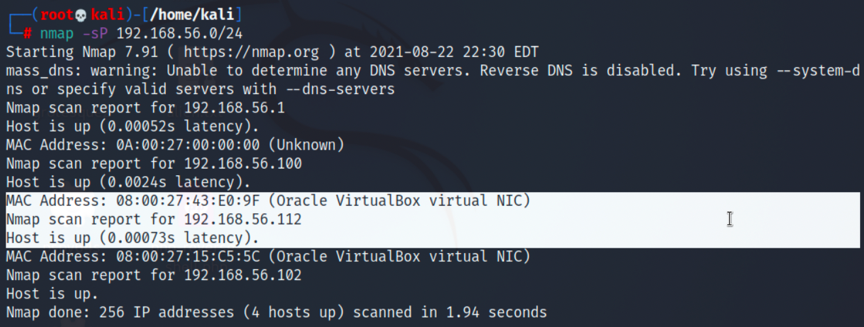 ┌──(root💀kali)-[/home/kali]
└─# nmap -sP 192.168.56.0/24
Starting Nmap 7.91 ( https://nmap.org ) at 2021-08-22 22:30 EDT
mass_dns: warning: Unable to determine any DNS servers. Reverse DNS is disabled. Try using --system-d
ns or specify valid servers with --dns-servers
Nmap scan report for 192.168.56.1
Host is up (0.00052s latency).
MAC Address: 0A:00:27:00:00:00 (Unknown)
Nmap scan report for 192.168.56.100
Host is up (0.0024s latency).
MAC Address: 08:00:27:43:E0:9F (Oracle VirtualBox virtual NIC)
Nmap scan report for 192.168.56.112
Host is up (0.00073s latency).
MAC Address: 08:00:27:15:C5:5C (Oracle VirtualBox virtual NIC)
Nmap scan report for 192.168.56.102
Host is up.
Nmap done: 256 IP addresses (4 hosts up) scanned in 1.94 seconds